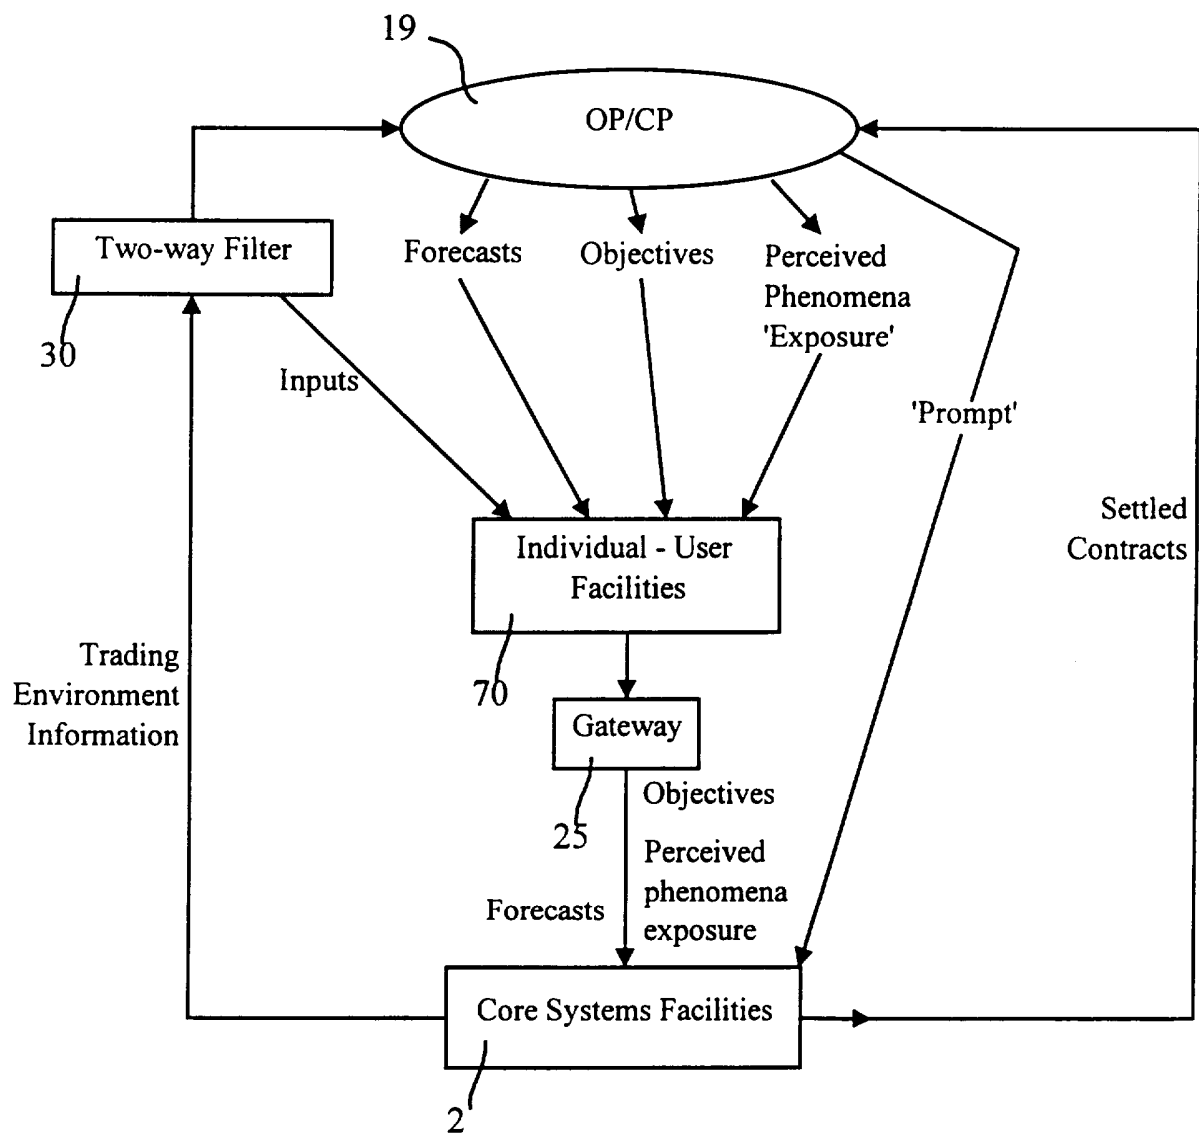 19
OP/CP
Two-way Filter
30
Forecasts
Objectives
Perceived
Phenomena
'Exposure'
Inputs
'Prompt'
Settled
Contracts
Individual - User
Facilities
70
Trading
Environment
Information
Gateway
25
Objectives
Perceived
phenomena
exposure
Forecasts
Core Systems Facilities
2